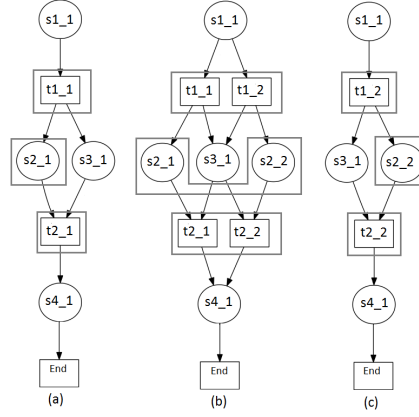 s1_1 s1_1 s1_1
t1_1 t1_1 t1_2 t1_2
s2_1 s3_1 s2_1 s3_1 s2_2 s3_1 s2_2
t2_1 t2_1 t2_2 t2_2
s4_1 s4_1 s4_1
End End End
(a) (b) (c)